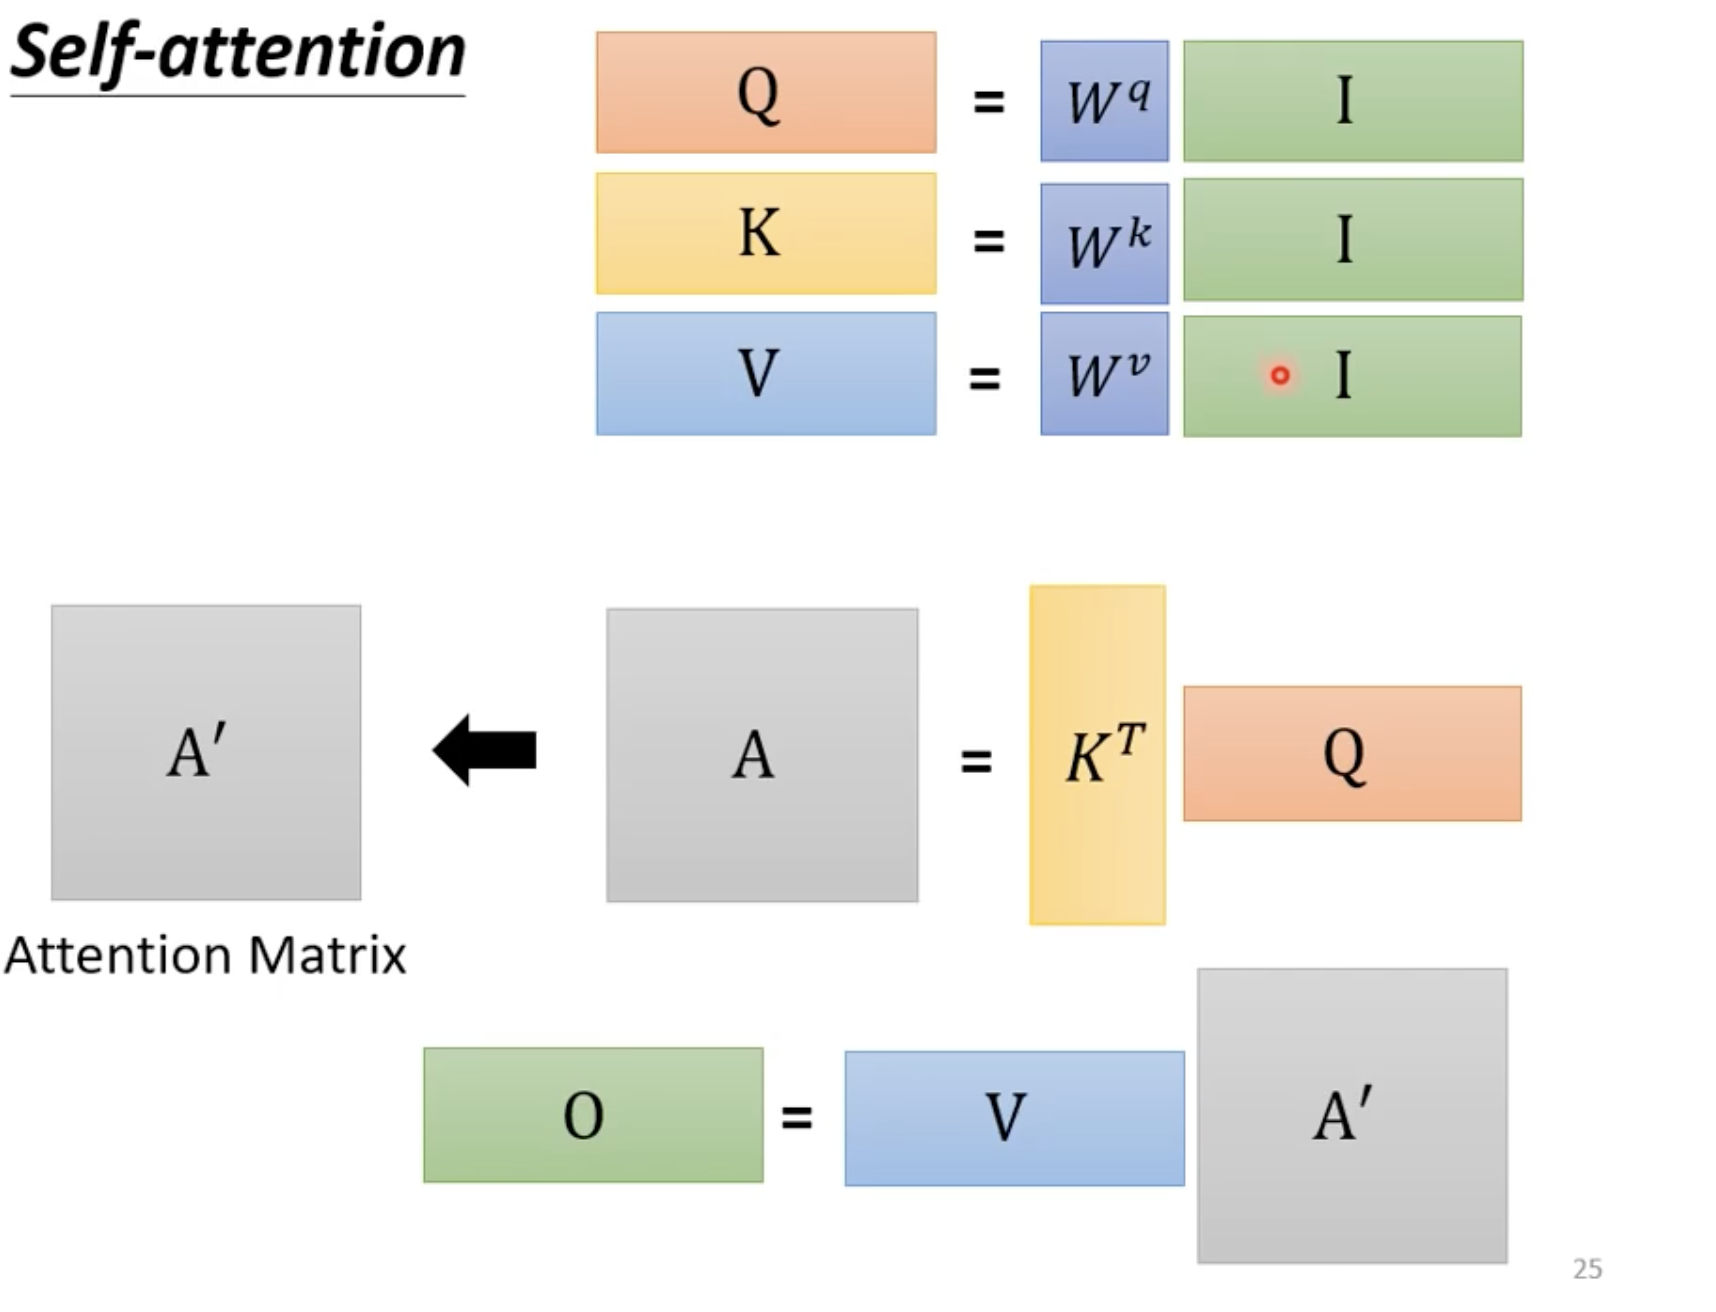 Self-attention
Q = W^q I
K = W^k I
V = W^v I
A′ A = K^T Q
Attention Matrix
O = V A′
25